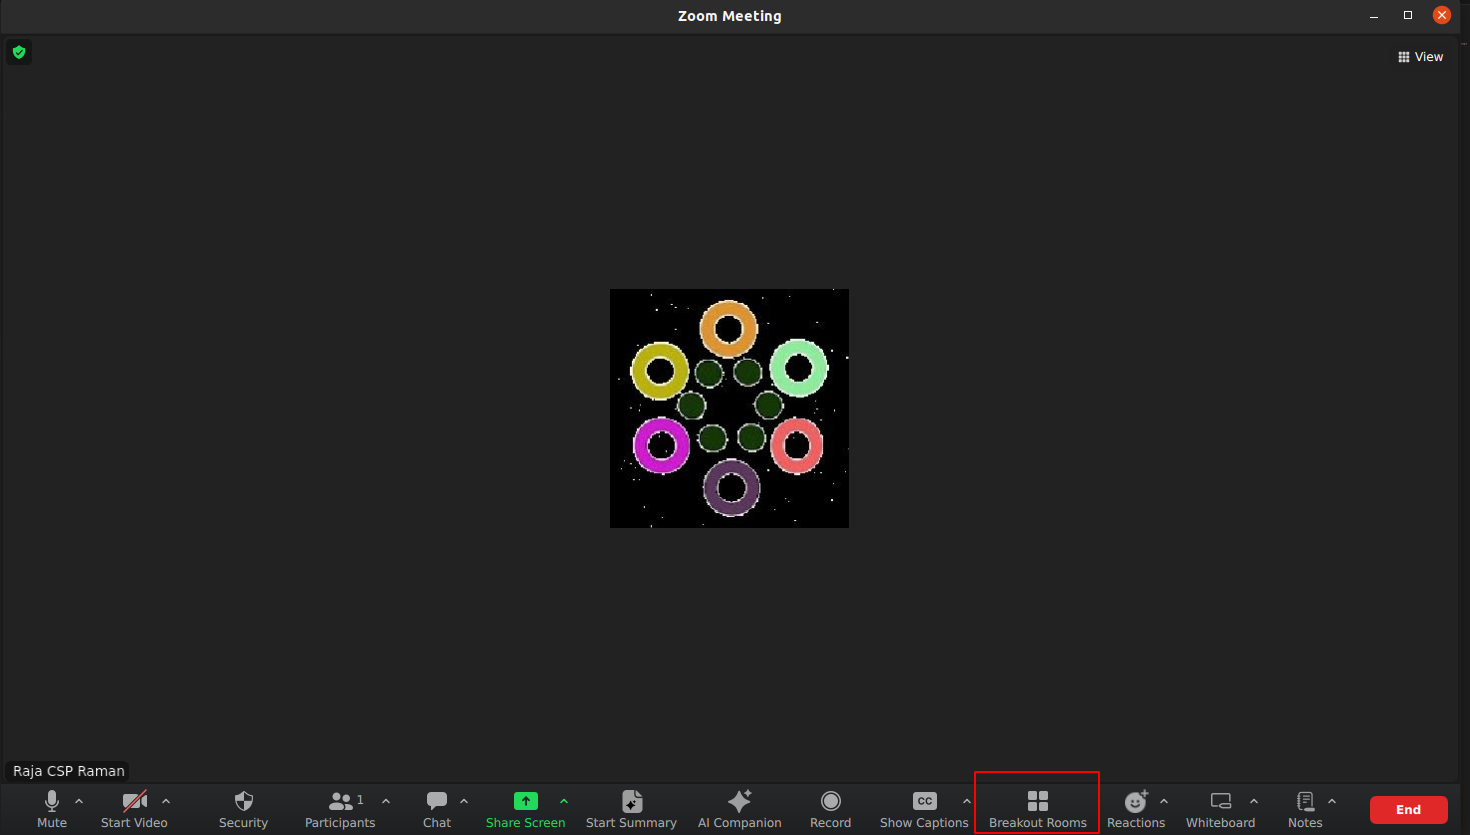 Zoom Meeting
View
Raja CSP Raman
1
CC
Mute
Start Video
Security
Participants
Chat
Share Screen
Start Summary
AI Companion
Record
Show Captions
Breakout Rooms
Reactions
Whiteboard
Notes
End